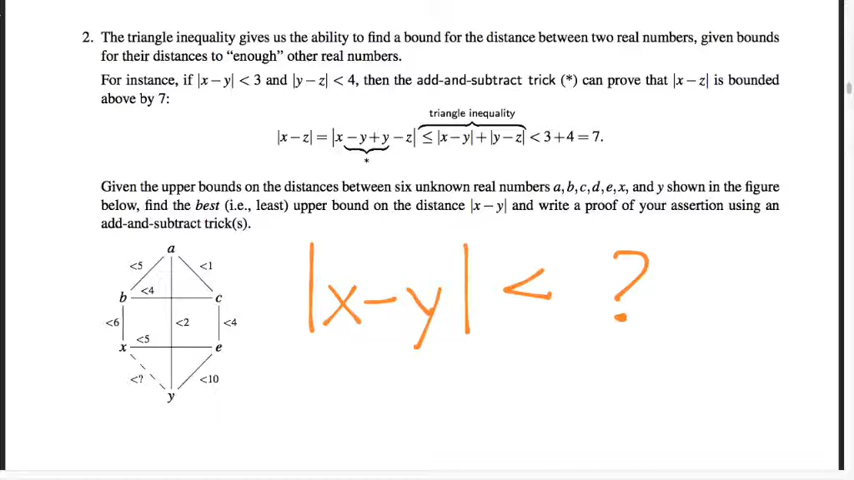 2. The triangle inequality gives us the ability to find a bound for the distance between two real numbers, given bounds
for their distances to “enough” other real numbers.
For instance, if |x−y| < 3 and |y−z| < 4, then the add-and-subtract trick (*) can prove that |x−z| is bounded
above by 7:
triangle inequality
|x−z| = |x−y+y−z| ≤ |x−y|+|y−z| < 3+4 = 7.
*
Given the upper bounds on the distances between six unknown real numbers a,b,c,d,e,x, and y shown in the figure
below, find the best (i.e., least) upper bound on the distance |x−y| and write a proof of your assertion using an
add-and-subtract trick(s).
a
<5 <1
b <4 c
<6 <2 <4
<5
x e
<? <10
y
|x−y| < ?